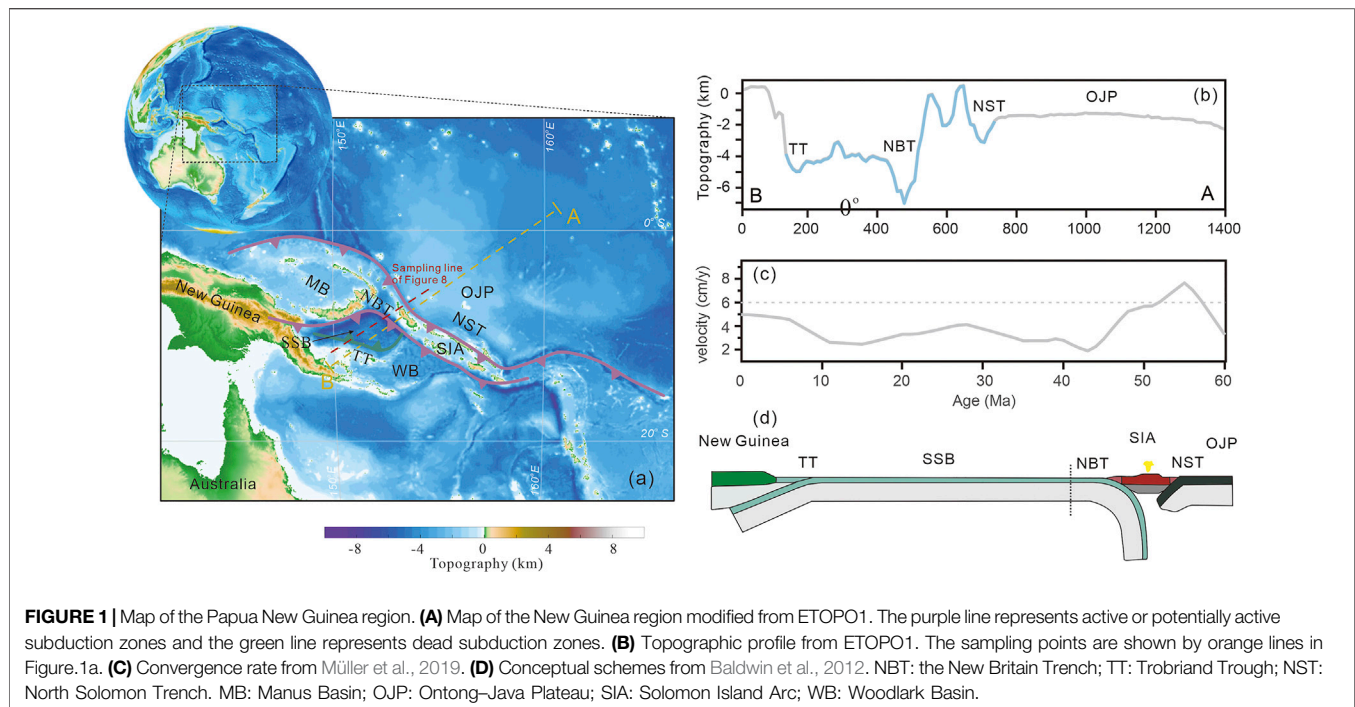 150°E
160°E
A
0° S
Sampling line
of Figure 8
MB
NBT
OJP
New Guinea
NST
SSB
SIA
TT
B
WB
20° S
150°E
160°E
(a)
Australia
-8 -4 0 4 8
Topography (km)
Topography (km)
0
-2
-4
-6
(b)
OJP
NST
TT
NBT
B
A
0°
0 200 400 600 800 1000 1200 1400
velocity (cm/y)
8
6
4
2
(c)
0 10 20 30 40 50 60
Age (Ma)
(d)
New Guinea
TT
SSB
NBT
SIA
NST
OJP
FIGURE 1 | Map of the Papua New Guinea region. (A) Map of the New Guinea region modified from ETOPO1. The purple line represents active or potentially active
subduction zones and the green line represents dead subduction zones. (B) Topographic profile from ETOPO1. The sampling points are shown by orange lines in
Figure.1a. (C) Convergence rate from Müller et al., 2019. (D) Conceptual schemes from Baldwin et al., 2012. NBT: the New Britain Trench; TT: Trobriand Trough; NST:
North Solomon Trench. MB: Manus Basin; OJP: Ontong–Java Plateau; SIA: Solomon Island Arc; WB: Woodlark Basin.